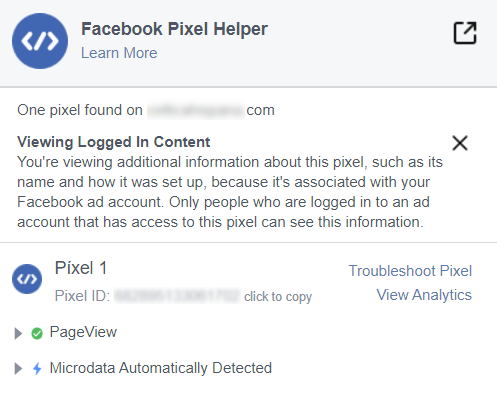 Facebook Pixel Helper
Learn More
One pixel found on .com
Viewing Logged In Content
You're viewing additional information about this pixel, such as its
name and how it was set up, because it's associated with your
Facebook ad account. Only people who are logged in to an ad
account that has access to this pixel can see this information.
Píxel 1
Troubleshoot Pixel
Pixel ID: click to copy
View Analytics
PageView
Microdata Automatically Detected